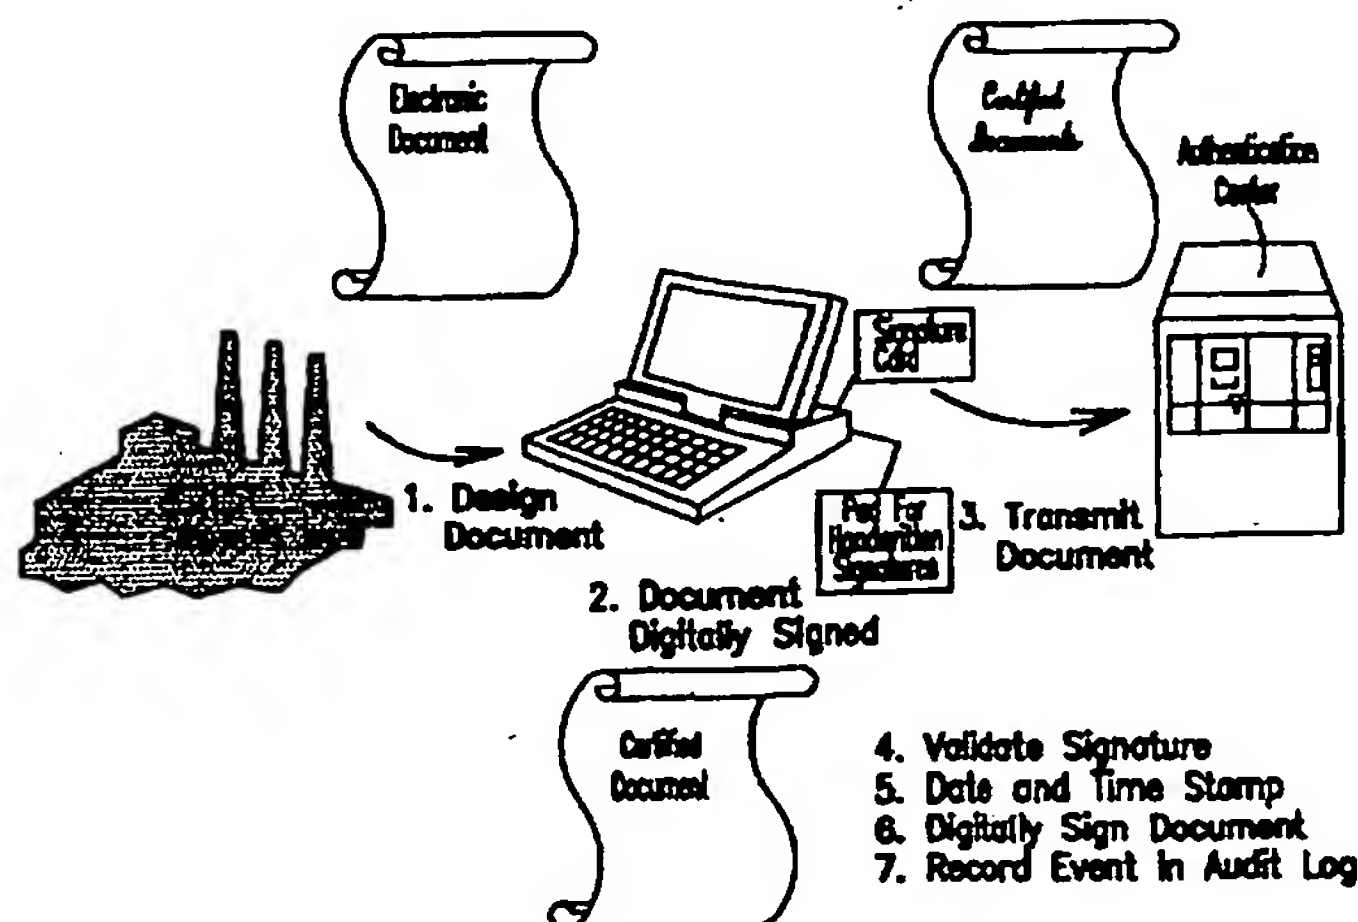 Electronic
Document
Certified
Documents
Authentication
Center
Signature
Card
1. Design
Document
Pad For
Handwritten
Signatures
3. Transmit
Document
2. Document
Digitally Signed
Certified
Document
4. Validate Signature
5. Date and Time Stamp
6. Digitally Sign Document
7. Record Event in Audit Log